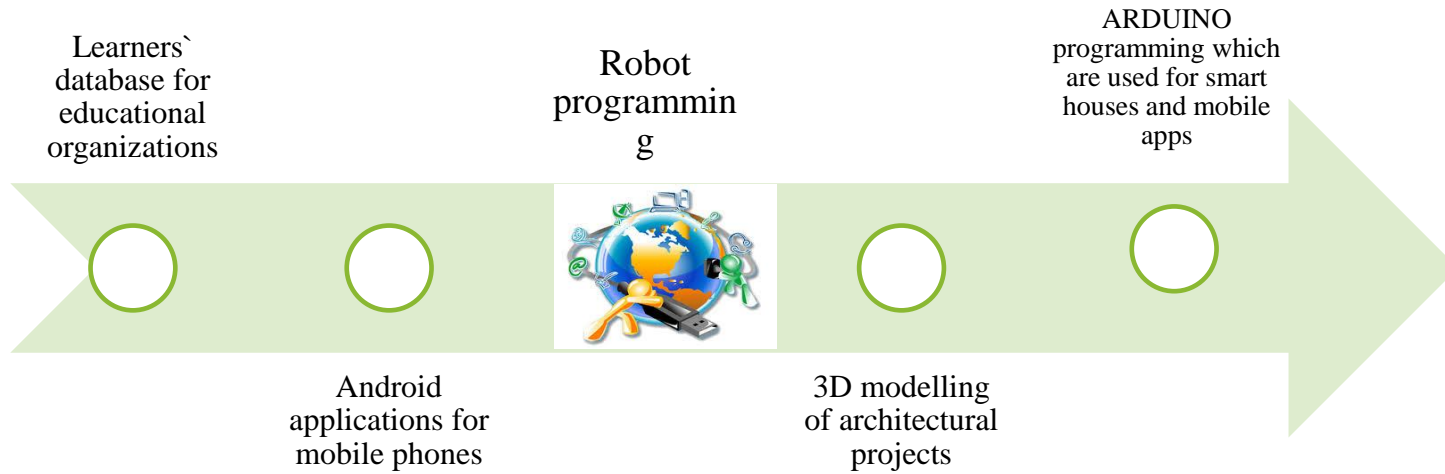 Learners`
database for
educational
organizations
Android
applications for
mobile phones
Robot
programmin
g
3D modelling
of architectural
projects
ARDUINO
programming which
are used for smart
houses and mobile
apps